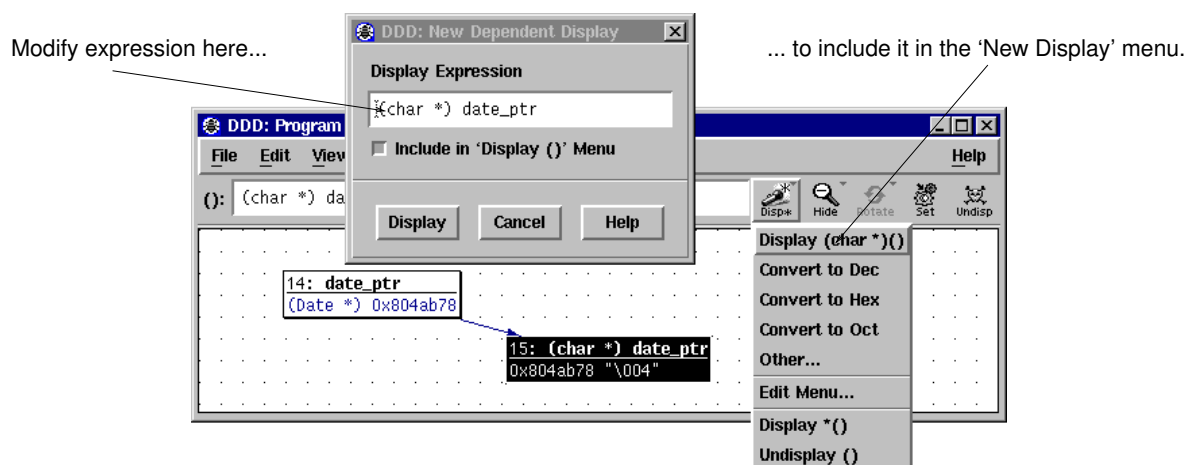 DDD: New Dependent Display
Modify expression here...
... to include it in the ‘New Display’ menu.
Display Expression
(char *) date_ptr
DDD: Program
Include in ‘Display ()’ Menu
File Edit View
Help
(): (char *) da
Disp* Hide Rotate Set Undisp
Display Cancel Help
Display (char *)()
14: date_ptr
(Date *) 0x804ab78
Convert to Dec
Convert to Hex
Convert to Oct
15: (char *) date_ptr
0x804ab78 "\004"
Other...
Edit Menu...
Display *()
Undisplay ()